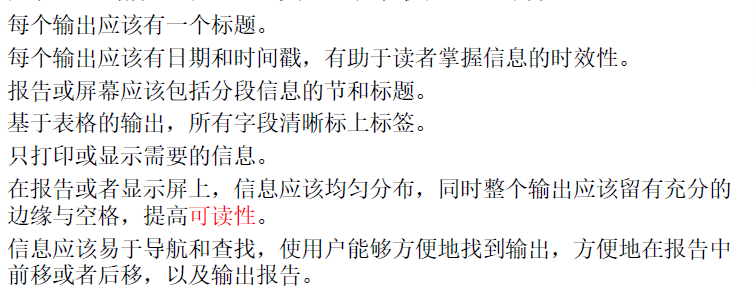 每个输出应该有一个标题。
每个输出应该有日期和时间戳，有助于读者掌握信息的时效性。
报告或屏幕应该包括分段信息的节和标题。
基于表格的输出，所有字段清晰标上标签。
只打印或显示需要的信息。
在报告或者显示屏上，信息应该均匀分布，同时整个输出应该留有充分的
边缘与空格，提高可读性。
信息应该易于导航和查找，使用户能够方便地找到输出，方便地在报告中
前移或者后移，以及输出报告。